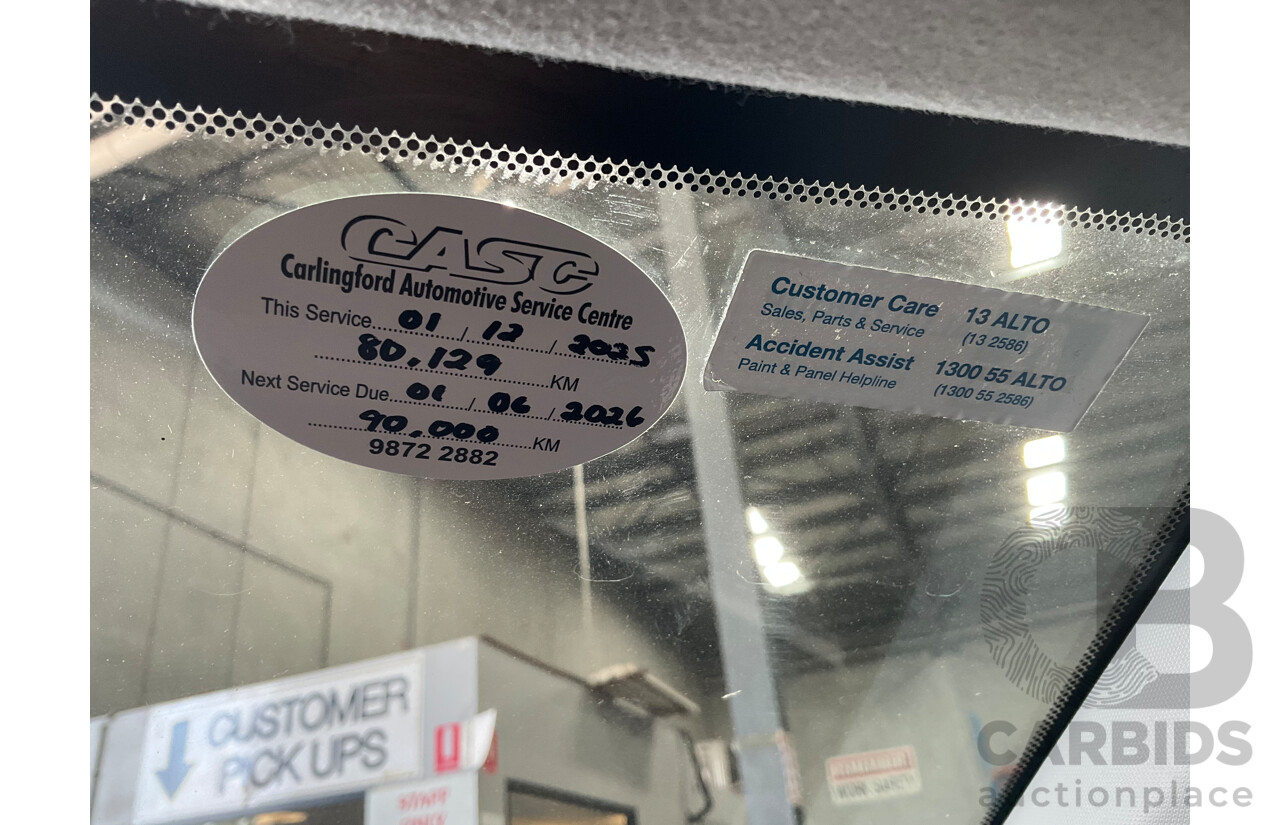 CASC
Carlingford Automotive Service Centre
This Service 01 / 12 / 2025
80,129 KM
Next Service Due 01 / 06 / 2026
90,000 KM
9872 2882
Customer Care 13 ALTO
Sales, Parts & Service (13 2586)
Accident Assist 1300 55 ALTO
Paint & Panel Helpline (1300 55 2586)
CUSTOMER
PICK UPS
STAFF
ONLY
CARBIDS
auctionplace